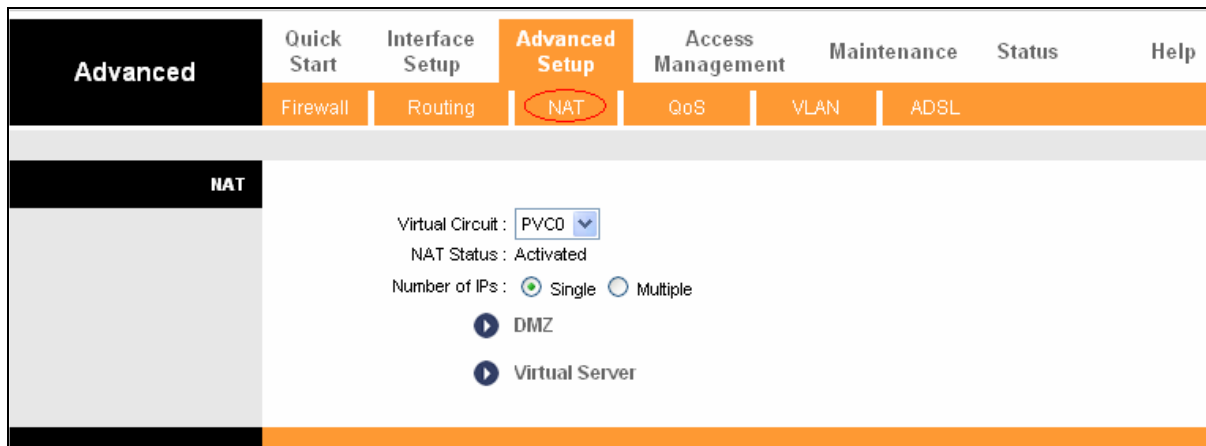 Advanced
Quick Start
Interface Setup
Advanced Setup
Access Management
Maintenance
Status
Help
Firewall
Routing
NAT
QoS
VLAN
ADSL
NAT
Virtual Circuit : PVC0
NAT Status : Activated
Number of IPs : Single Multiple
DMZ
Virtual Server